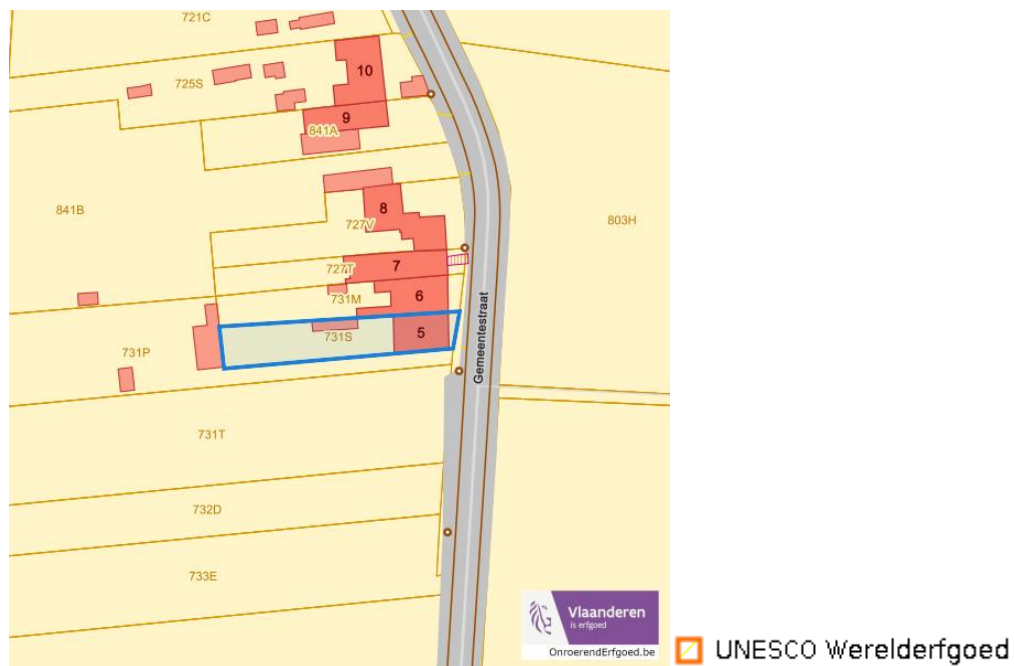 721C
10
725S
9
841A
841B
8
803H
727V
7
727T
6
731M
Gemeentestraat
5
731S
731P
731T
732D
733E
Vlaanderen
is erfgoed
OnroerendErfgoed.be
UNESCO Werelderfgoed